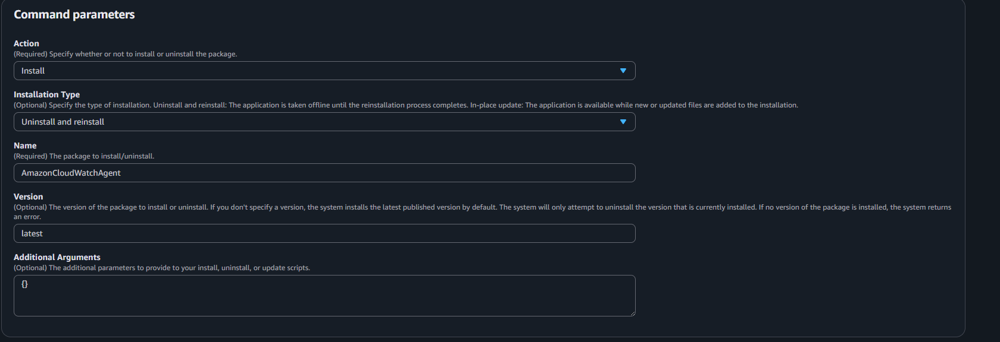 Command parameters
Action
(Required) Specify whether or not to install or uninstall the package.
Install
Installation Type
(Optional) Specify the type of installation. Uninstall and reinstall: The application is taken offline until the reinstallation process completes. In-place update: The application is available while new or updated files are added to the installation.
Uninstall and reinstall
Name
(Required) The package to install/uninstall.
AmazonCloudWatchAgent
Version
(Optional) The version of the package to install or uninstall. If you don't specify a version, the system installs the latest published version by default. The system will only attempt to uninstall the version that is currently installed. If no version of the package is installed, the system returns
an error.
latest
Additional Arguments
(Optional) The additional parameters to provide to your install, uninstall, or update scripts.
{}